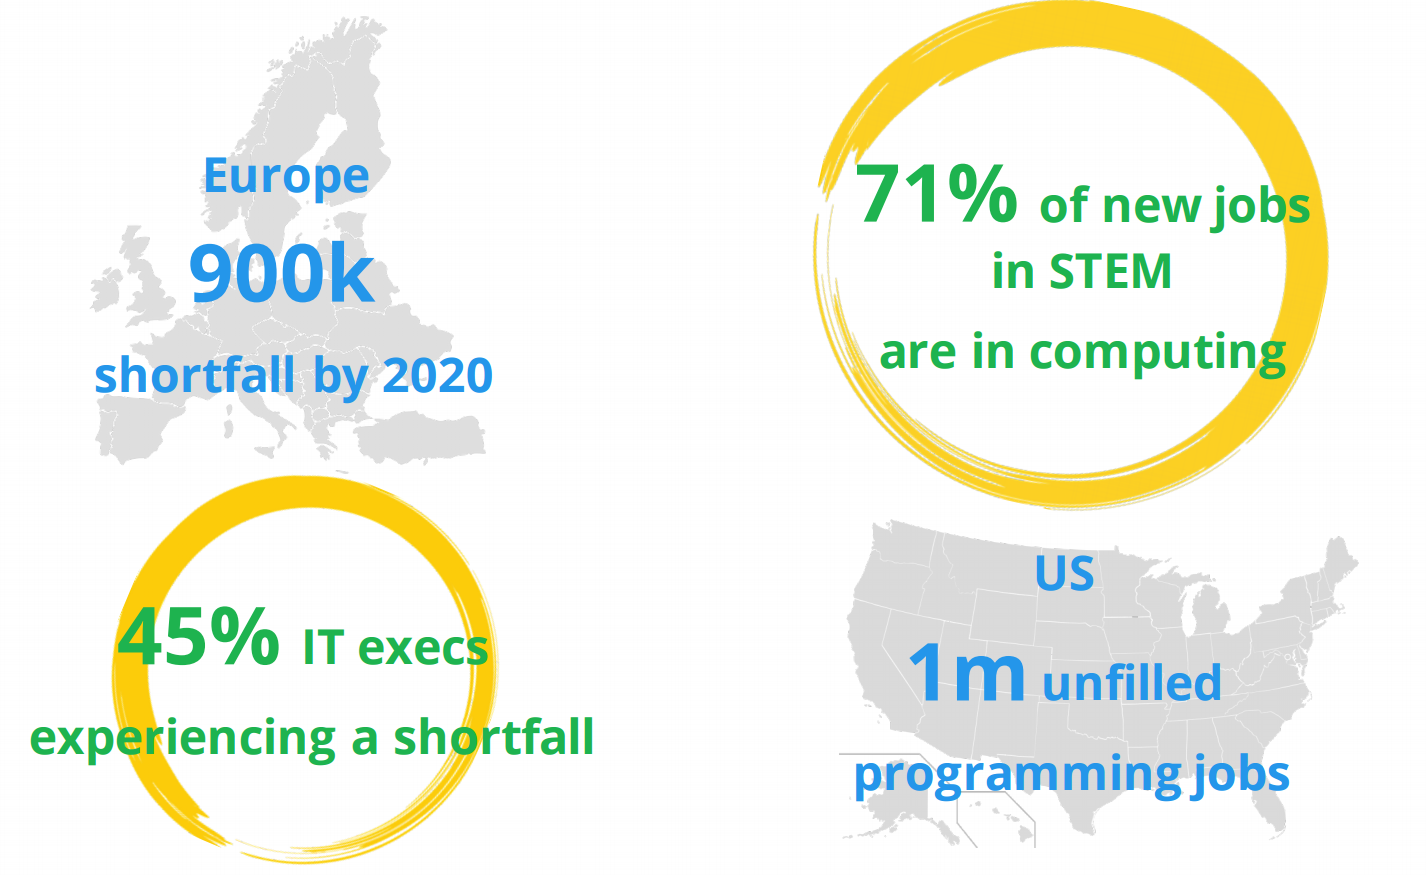 Europe
900k
shortfall by 2020
71% of new jobs
in STEM
are in computing
45% IT execs
experiencing a shortfall
US
1m unfilled
programming jobs